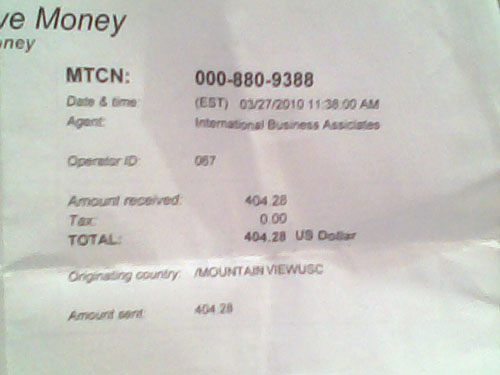 ve Money
oney
MTCN: 000-880-9388
Date & time: (EST) 03/27/2010 11:38:00 AM
Agent: International Business Assiciates
Operator ID: 067
Amount received: 404.28
Tax: 0.00
TOTAL: 404.28 US Dollar
Originating country: /MOUNTAIN VIEWUSC
Amount sent: 404.28